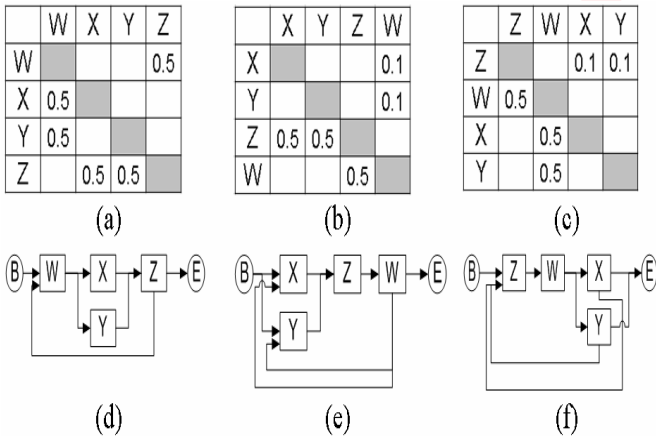 W X Y Z
W 0.5
X 0.5
Y 0.5
Z 0.5 0.5
(a)
X Y Z W
X 0.1
Y 0.1
Z 0.5 0.5
W 0.5
(b)
Z W X Y
Z 0.1 0.1
W 0.5
X 0.5
Y 0.5
(c)
B W X Z E
Y
(d)
B X Z W E
Y
(e)
B Z W X E
Y
(f)